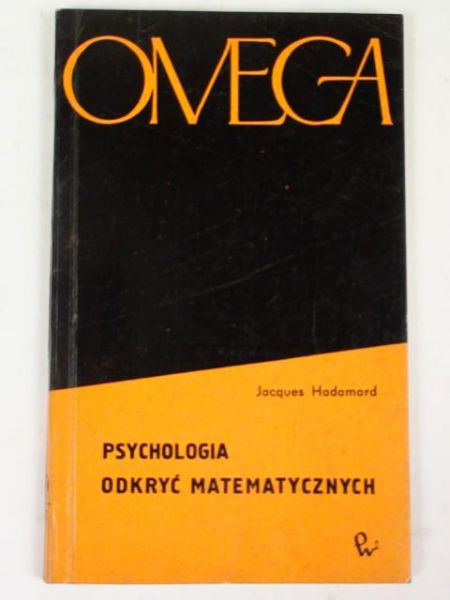 OMEGA
Jacques Hadamard
PSYCHOLOGIA
ODKRYĆ MATEMATYCZNYCH